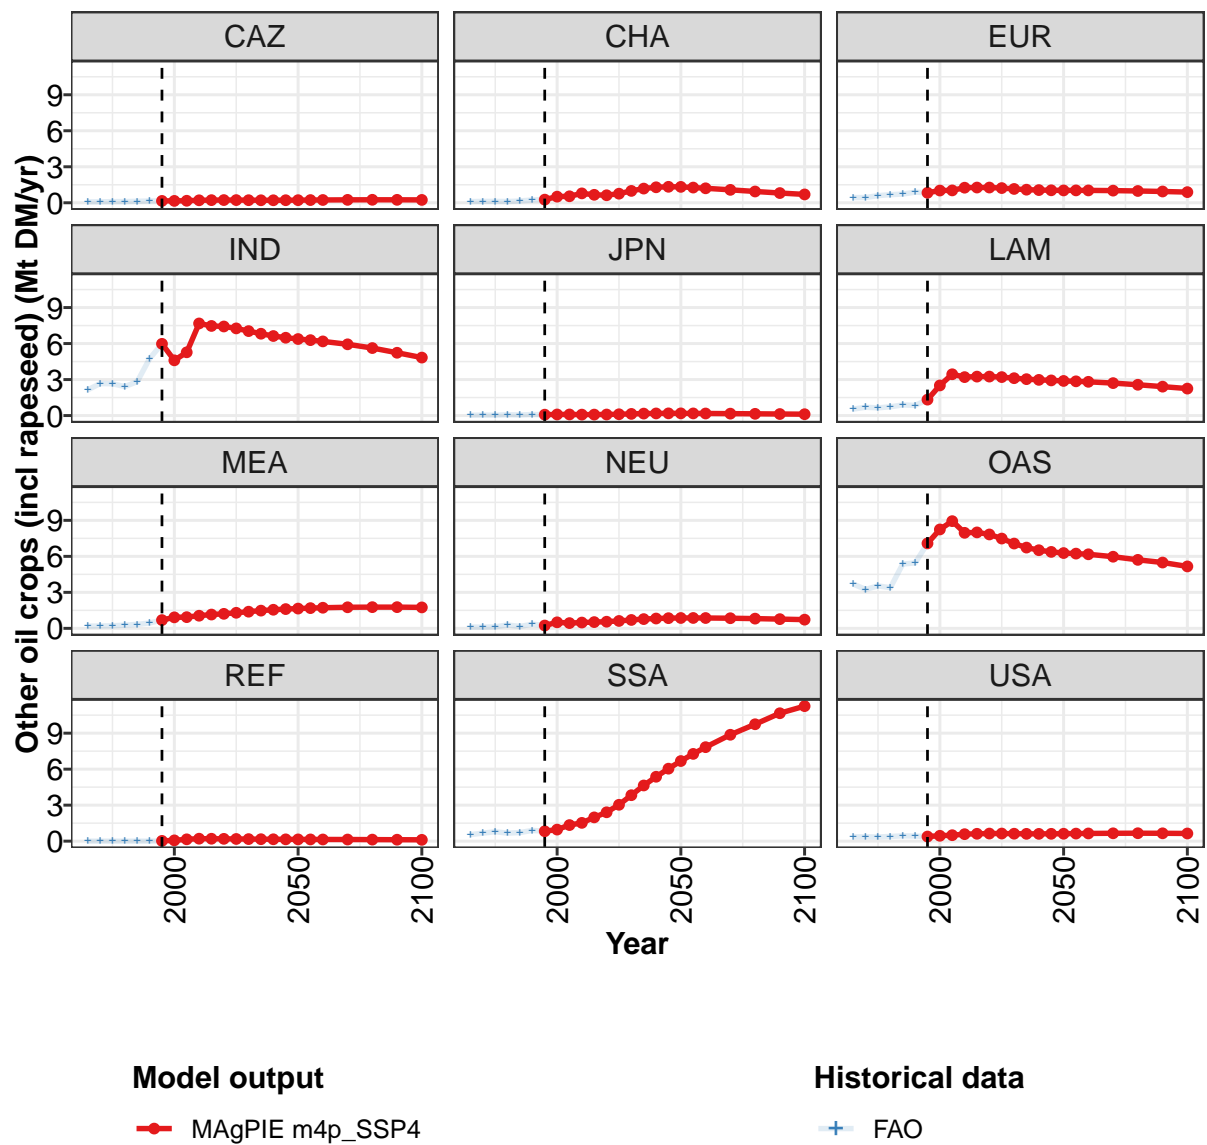 CAZ CHA EUR
9
6
3
0
IND JPN LAM
9
6
3
0
MEA NEU OAS
9
6
3
0
REF SSA USA
9
6
3
0
2000 2050 2100 2000 2050 2100 2000 2050 2100
Other oil crops (incl rapeseed) (Mt DM/yr)
Year
Model output Historical data
MAgPIE m4p_SSP4 FAO